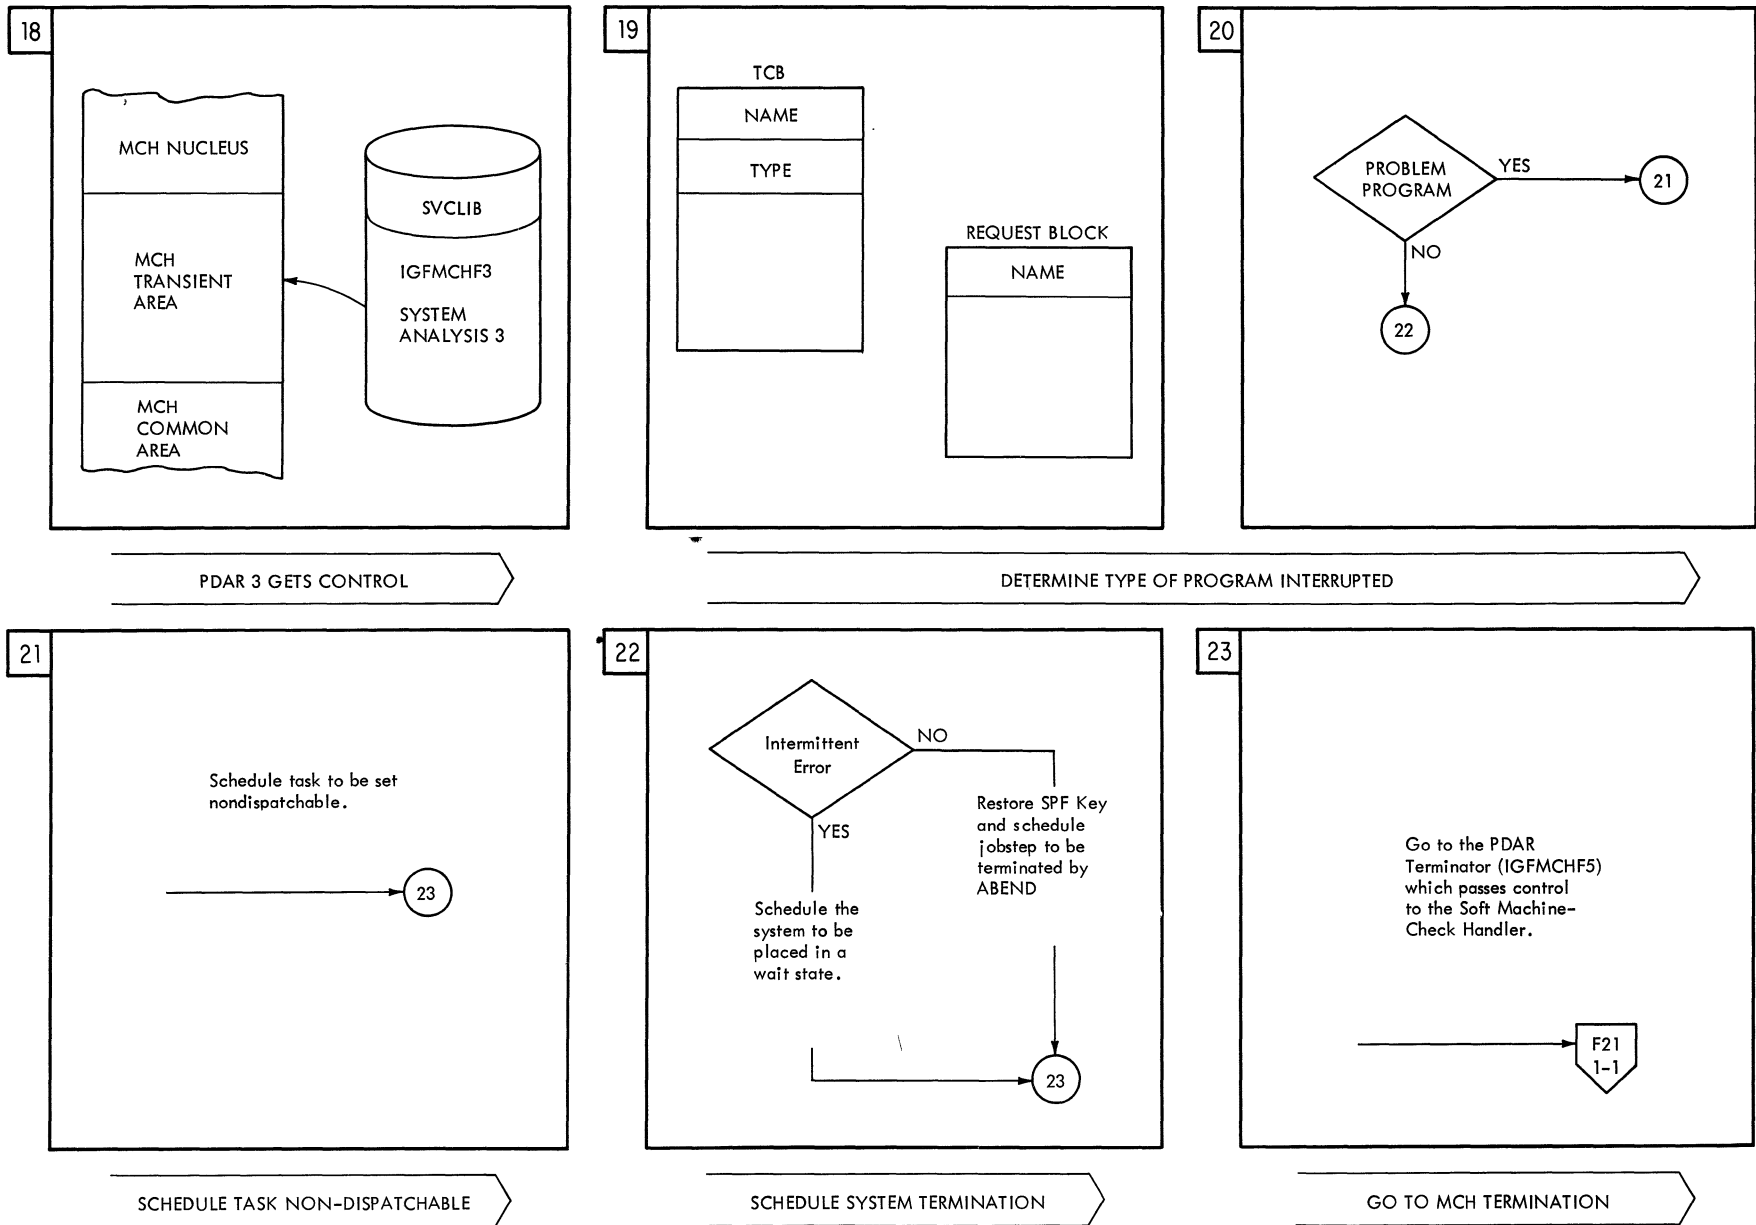 18
MCH NUCLEUS
MCH
TRANSIENT
AREA
MCH
COMMON
AREA
SVCLIB
IGFMCHF3
SYSTEM
ANALYSIS 3
PDAR 3 GETS CONTROL
19
TCB
NAME
TYPE
REQUEST BLOCK
NAME
20
PROBLEM
PROGRAM
YES
21
NO
22
DETERMINE TYPE OF PROGRAM INTERRUPTED
21
Schedule task to be set
nondispatchable.
23
SCHEDULE TASK NON-DISPATCHABLE
22
Intermittent
Error
NO
YES
Restore SPF Key
and schedule
jobstep to be
terminated by
ABEND
Schedule the
system to be
placed in a
wait state.
23
SCHEDULE SYSTEM TERMINATION
23
Go to the PDAR
Terminator (IGFMCHF5)
which passes control
to the Soft Machine-
Check Handler.
F21
1-1
GO TO MCH TERMINATION